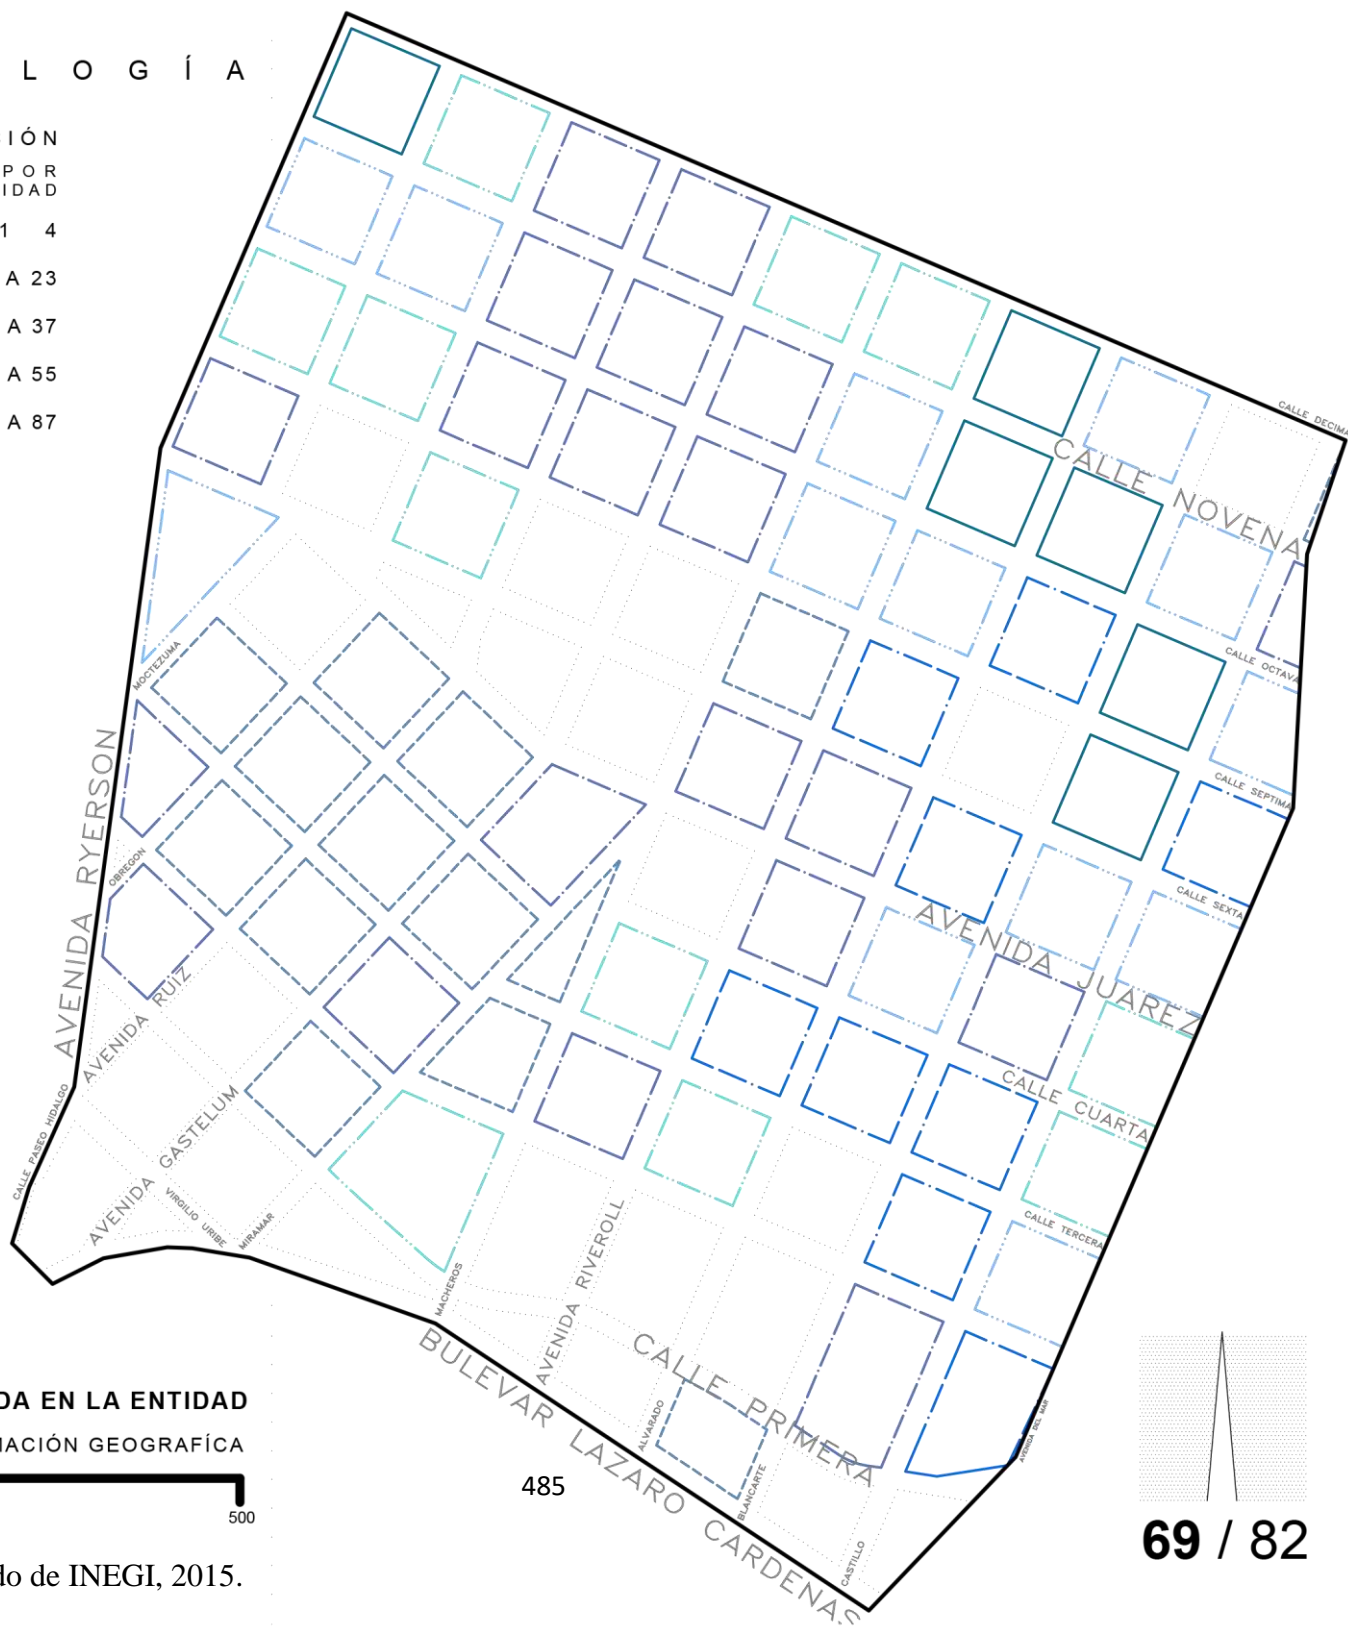 L O G Í A
IÓN
POR
IDAD
1 4
A 23
A 37
A 55
A 87
CALLE DECIMA
CALLE NOVENA
CALLE OCTAVA
MOCTEZUMA
AVENIDA RYERSON
CALLE SEPTIMA
OBREGON
CALLE SEXTA
AVENIDA JUAREZ
AVENIDA RUIZ
CALLE CUARTA
CALLE PASEO HIDALGO
AVENIDA GASTELUM
VIRGILIO URIBE
MIRAMAR
CALLE TERCERA
MACHEROS
AVENIDA RIVEROLL
CALLE PRIMERA
BULEVAR LAZARO CARDENAS
ALVARADO
BLANCARTE
CASTILLO
AVENIDA DEL MAR
DA EN LA ENTIDAD
MACIÓN GEOGRAFÍCA
500
485
69 / 82
do de INEGI, 2015.